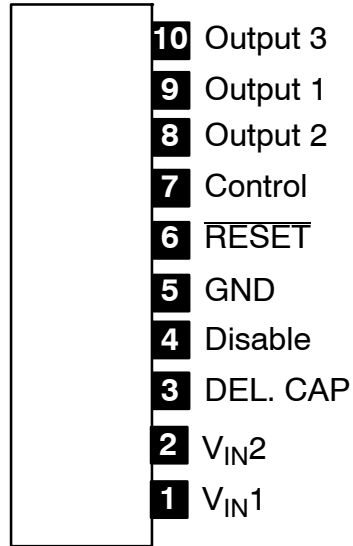 10 Output 3
9 Output 1
8 Output 2
7 Control
6 R̅E̅S̅E̅T̅
5 GND
4 Disable
3 DEL. CAP
2 VIN2
1 VIN1